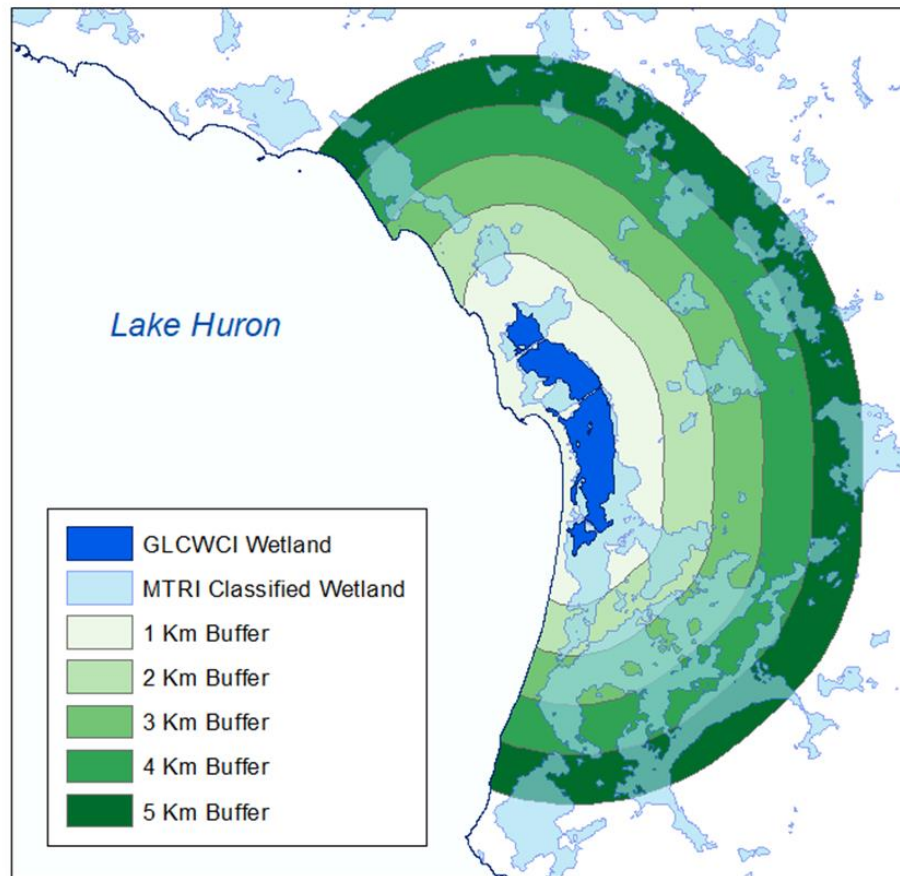 Lake Huron
GLCWCI Wetland
MTRI Classified Wetland
1 Km Buffer
2 Km Buffer
3 Km Buffer
4 Km Buffer
5 Km Buffer